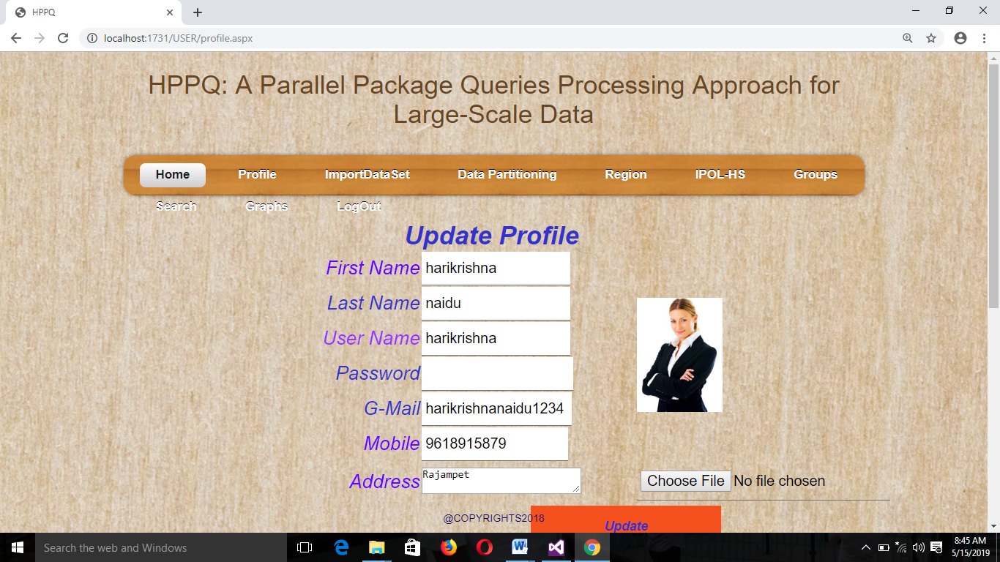 HPPQ
localhost:1731/USER/profile.aspx
HPPQ: A Parallel Package Queries Processing Approach for
Large-Scale Data
Home Profile ImportDataSet Data Partitioning Region IPOL-HS Groups
Search Graphs LogOut
Update Profile
First Name harikrishna
Last Name naidu
User Name harikrishna
Password
G-Mail harikrishnanaidu1234
Mobile 9618915879
Address Rajampet
Choose File No file chosen
@COPYRIGHTS2018
Update
Search the web and Windows
8:45 AM
5/15/2019